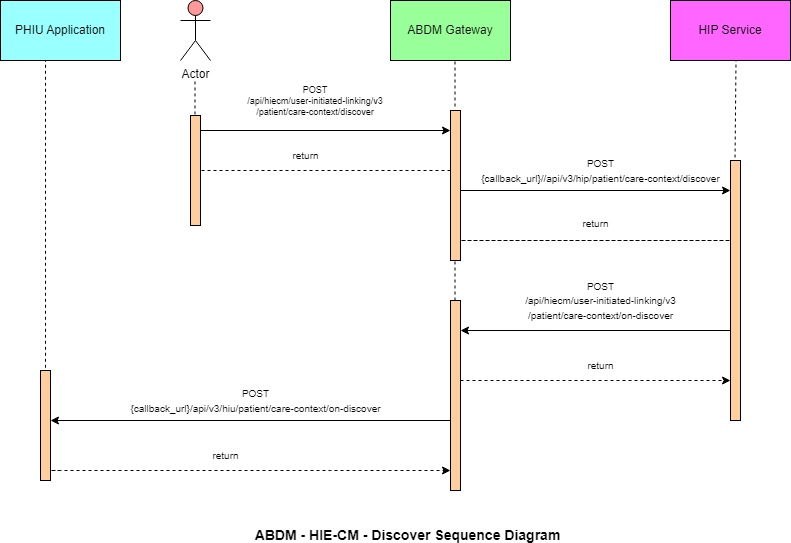 PHIU Application
ABDM Gateway
HIP Service
Actor
POST
/api/hiecm/user-initiated-linking/v3
/patient/care-context/discover
return
POST
{callback_url}//api/v3/hip/patient/care-context/discover
return
POST
/api/hiecm/user-initiated-linking/v3
/patient/care-context/on-discover
return
POST
{callback_url}/api/v3/hiu/patient/care-context/on-discover
return
ABDM - HIE-CM - Discover Sequence Diagram